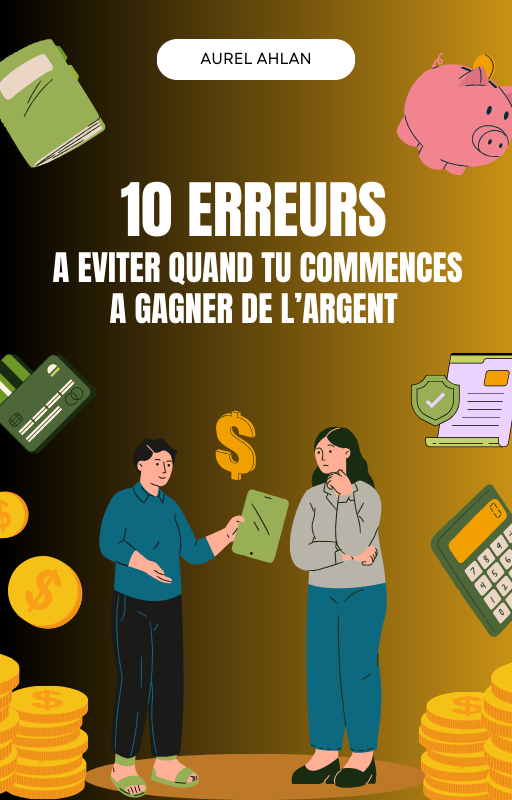 AUREL AHLAN
10 ERREURS
A EVITER QUAND TU COMMENCES
A GAGNER DE L’ARGENT